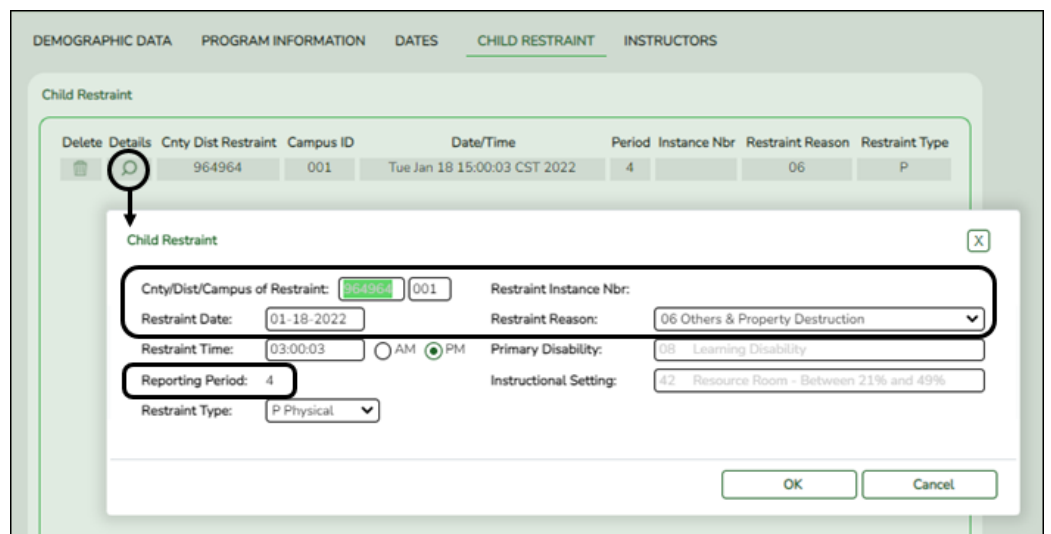 DEMOGRAPHIC DATA PROGRAM INFORMATION DATES CHILD RESTRAINT INSTRUCTORS
Child Restraint
Delete Details Cnty Dist Restraint Campus ID Date/Time Period Instance Nbr Restraint Reason Restraint Type
964964 001 Tue Jan 18 15:00:03 CST 2022 4 06 P
Child Restraint X
Cnty/Dist/Campus of Restraint: 964964 001 Restraint Instance Nbr:
Restraint Date: 01-18-2022 Restraint Reason: 06 Others & Property Destruction
Restraint Time: 03:00:03 AM PM Primary Disability: 08 Learning Disability
Reporting Period: 4 Instructional Setting: 42 Resource Room - Between 21% and 49%
Restraint Type: P Physical
OK Cancel